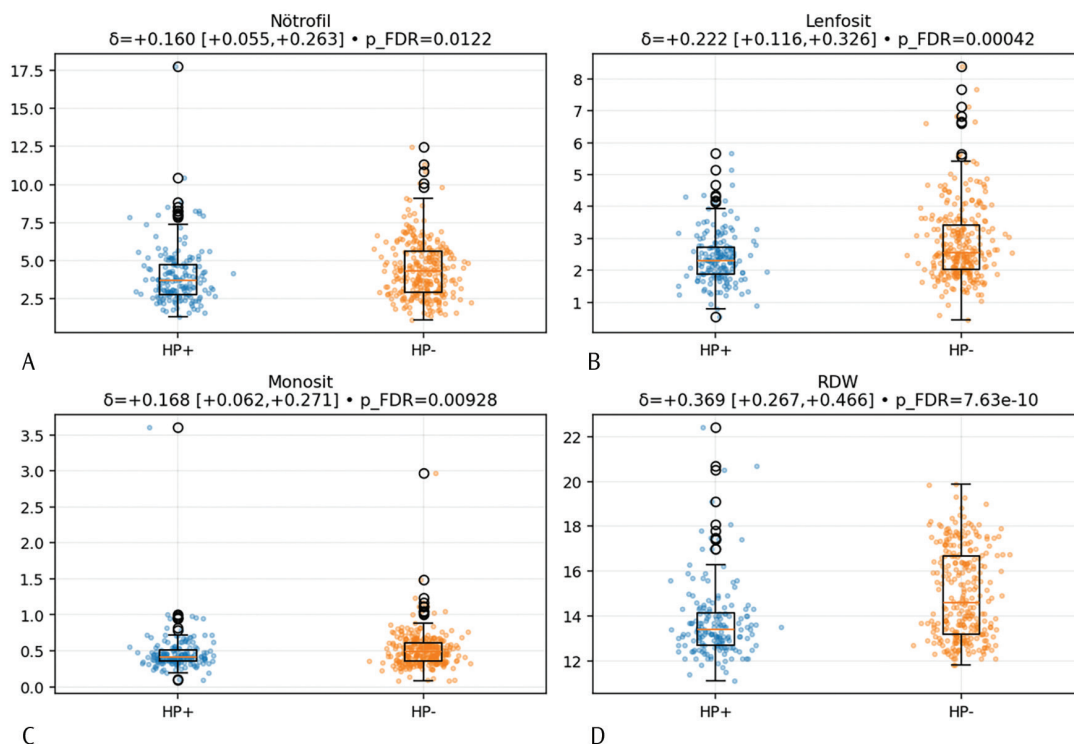 Nötrofil
δ=+0.160 [+0.055,+0.263] • p_FDR=0.0122
17.5
15.0
12.5
10.0
7.5
5.0
2.5
HP+
HP-
A
Lenfosit
δ=+0.222 [+0.116,+0.326] • p_FDR=0.00042
8
7
6
5
4
3
2
1
HP+
HP-
B
Monosit
δ=+0.168 [+0.062,+0.271] • p_FDR=0.00928
3.5
3.0
2.5
2.0
1.5
1.0
0.5
0.0
HP+
HP-
C
RDW
δ=+0.369 [+0.267,+0.466] • p_FDR=7.63e-10
22
20
18
16
14
12
HP+
HP-
D